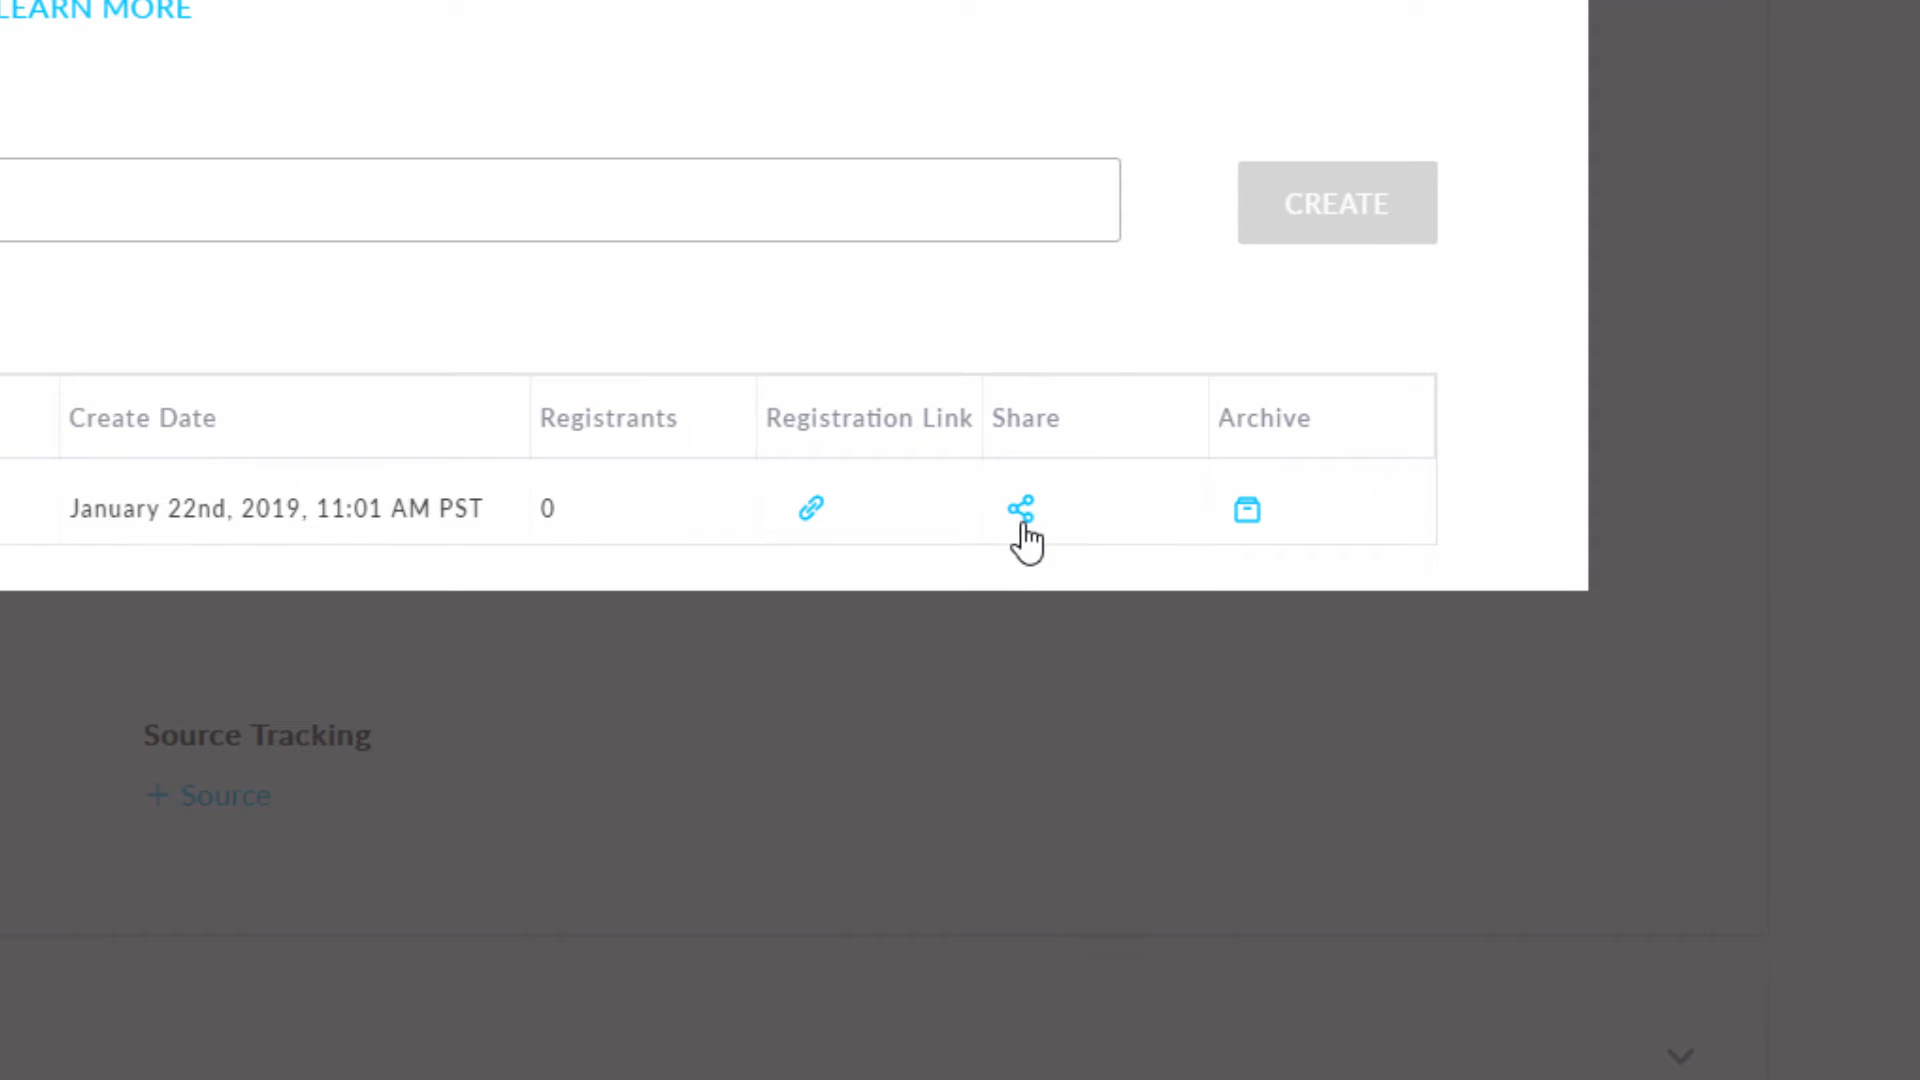 LEARN MORE
CREATE
Create Date Registrants Registration Link Share Archive
January 22nd, 2019, 11:01 AM PST 0
Source Tracking
+ Source